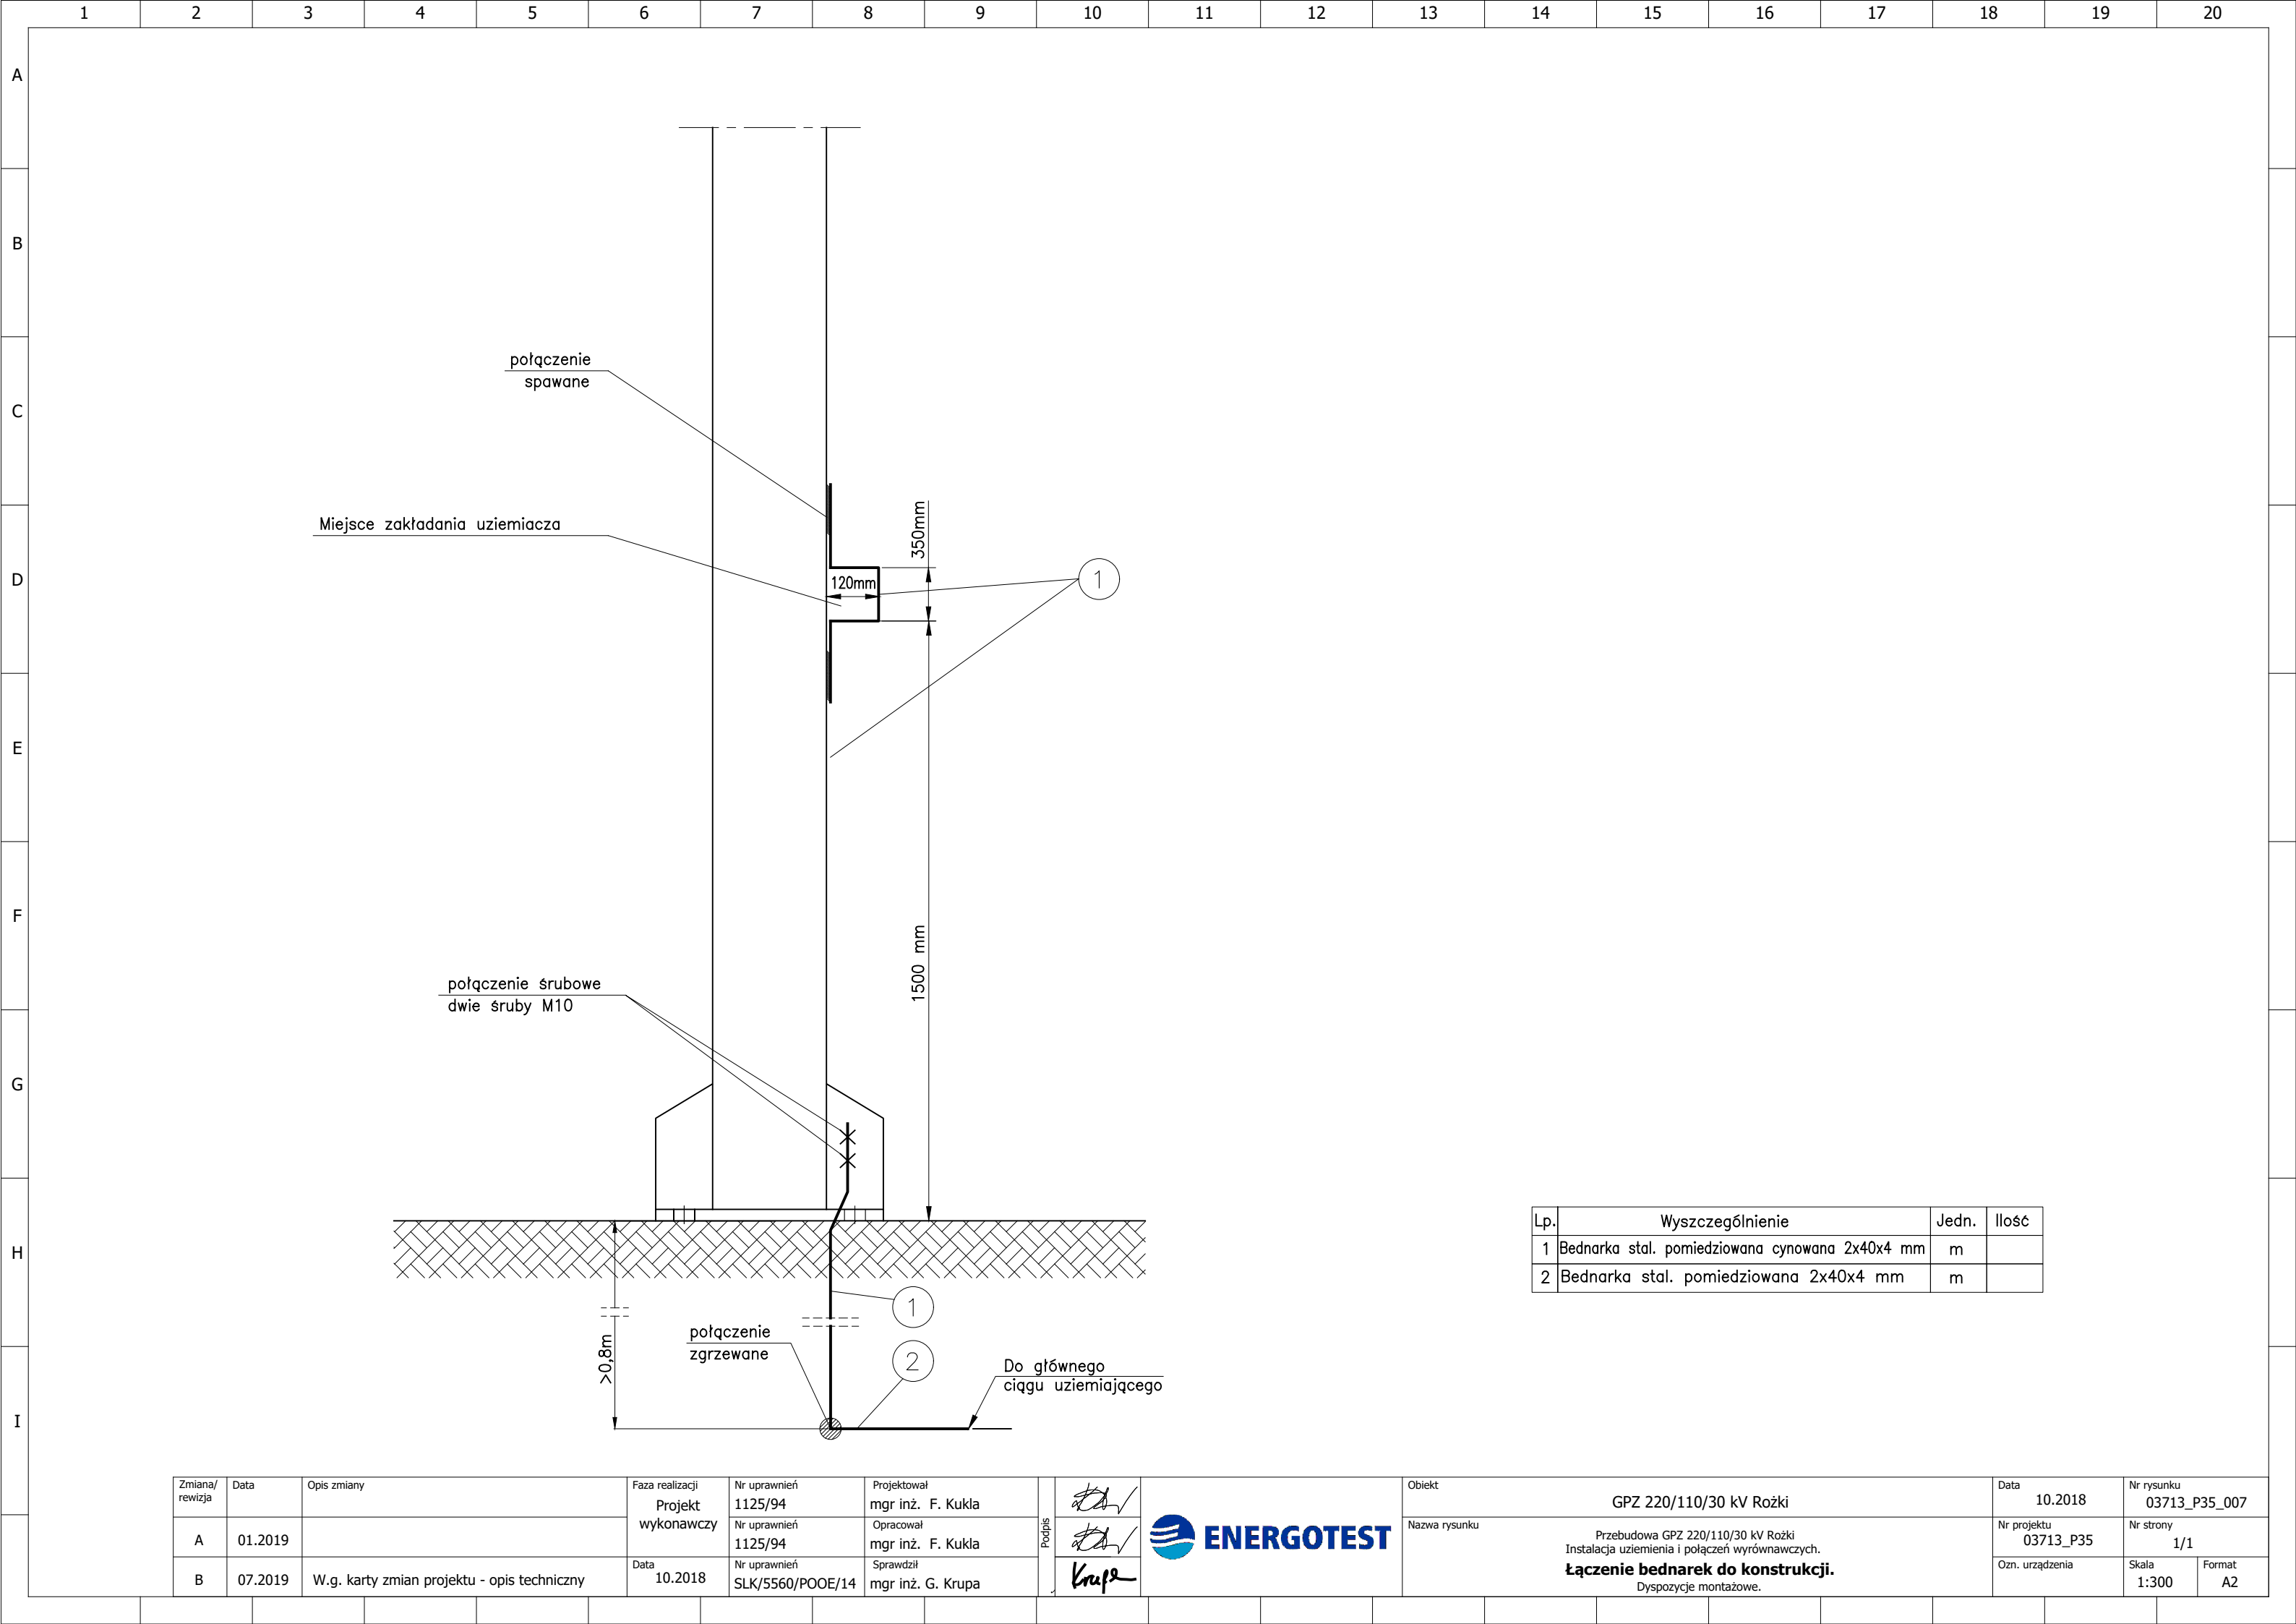 1 2 3 4 5 6 7 8 9 10 11 12 13 14 15 16 17 18 19 20
A
B
C
D
E
F
G
H
I
połączenie
spawane
Miejsce zakładania uziemiacza
350mm
120mm
1
1500 mm
połączenie śrubowe
dwie śruby M10
>0,8m
1
połączenie
zgrzewane
2
Do głównego
ciągu uziemiającego
Lp. Wyszczególnienie Jedn. Ilość
1 Bednarka stal. pomiedziowana cynowana 2x40x4 mm m
2 Bednarka stal. pomiedziowana 2x40x4 mm m
Zmiana/
rewizja
Data
Opis zmiany
A 01.2019
B 07.2019 W.g. karty zmian projektu - opis techniczny
Faza realizacji
Projekt
wykonawczy
Data
10.2018
Nr uprawnień
1125/94
Projektował
mgr inż. F. Kukla
Nr uprawnień
1125/94
Opracował
mgr inż. F. Kukla
Nr uprawnień
SLK/5560/POOE/14
Sprawdził
mgr inż. G. Krupa
Podpis
Krupa
ENERGOTEST
Obiekt
GPZ 220/110/30 kV Rożki
Nazwa rysunku
Przebudowa GPZ 220/110/30 kV Rożki
Instalacja uziemienia i połączeń wyrównawczych.
Łączenie bednarek do konstrukcji.
Dyspozycje montażowe.
Data
10.2018
Nr rysunku
03713_P35_007
Nr projektu
03713_P35
Nr strony
1/1
Ozn. urządzenia
Skala
1:300
Format
A2